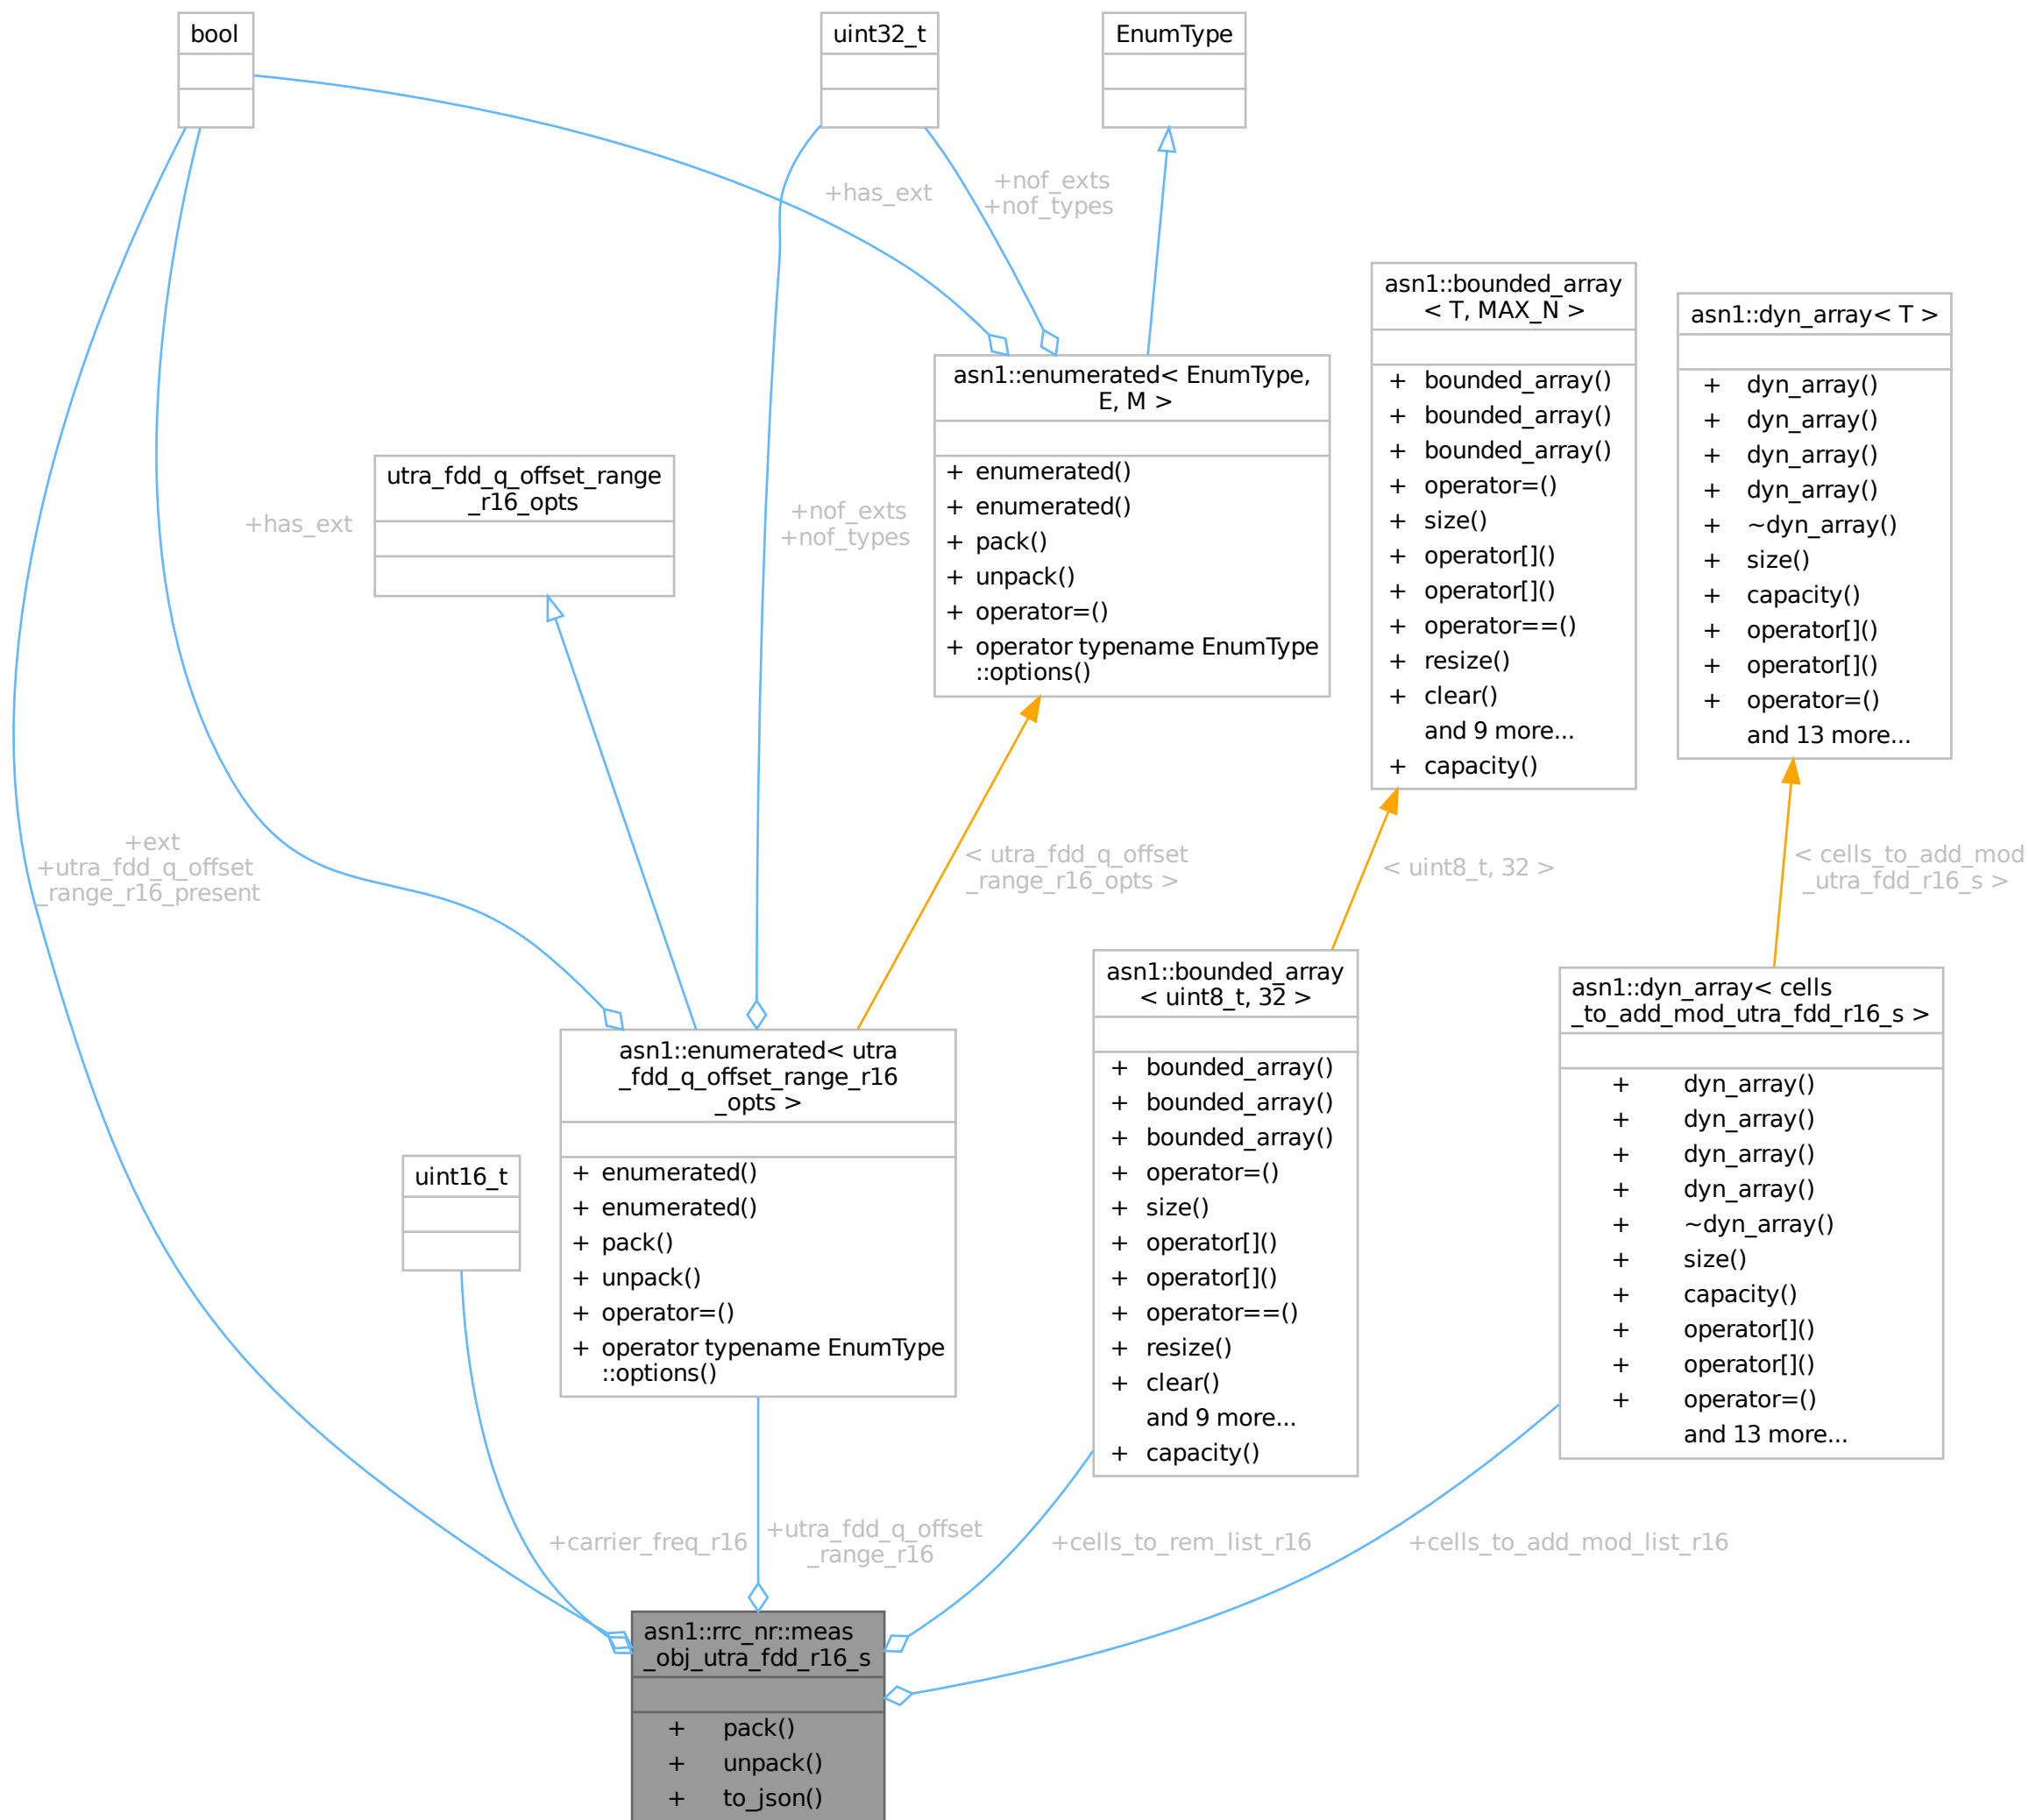 bool
uint32_t
EnumType
+has_ext
+nof_exts
+nof_types
asn1::bounded_array
< T, MAX_N >
+ bounded_array()
+ bounded_array()
+ bounded_array()
+ operator=()
+ size()
+ operator[]()
+ operator[]()
+ operator==()
+ resize()
+ clear()
and 9 more...
+ capacity()
asn1::dyn_array< T >
+ dyn_array()
+ dyn_array()
+ dyn_array()
+ dyn_array()
+ ~dyn_array()
+ size()
+ capacity()
+ operator[]()
+ operator[]()
+ operator=()
and 13 more...
asn1::enumerated< EnumType,
E, M >
+ enumerated()
+ enumerated()
+ pack()
+ unpack()
+ operator=()
+ operator typename EnumType
::options()
utra_fdd_q_offset_range
_r16_opts
+has_ext
+nof_exts
+nof_types
+ext
+utra_fdd_q_offset
_range_r16_present
< utra_fdd_q_offset
_range_r16_opts >
< uint8_t, 32 >
< cells_to_add_mod
_utra_fdd_r16_s >
asn1::bounded_array
< uint8_t, 32 >
+ bounded_array()
+ bounded_array()
+ bounded_array()
+ operator=()
+ size()
+ operator[]()
+ operator[]()
+ operator==()
+ resize()
+ clear()
and 9 more...
+ capacity()
asn1::dyn_array< cells
_to_add_mod_utra_fdd_r16_s >
+ dyn_array()
+ dyn_array()
+ dyn_array()
+ dyn_array()
+ ~dyn_array()
+ size()
+ capacity()
+ operator[]()
+ operator[]()
+ operator=()
and 13 more...
asn1::enumerated< utra
_fdd_q_offset_range_r16
_opts >
+ enumerated()
+ enumerated()
+ pack()
+ unpack()
+ operator=()
+ operator typename EnumType
::options()
uint16_t
+carrier_freq_r16
+utra_fdd_q_offset
_range_r16
+cells_to_rem_list_r16
+cells_to_add_mod_list_r16
asn1::rrc_nr::meas
_obj_utra_fdd_r16_s
+ pack()
+ unpack()
+ to_json()